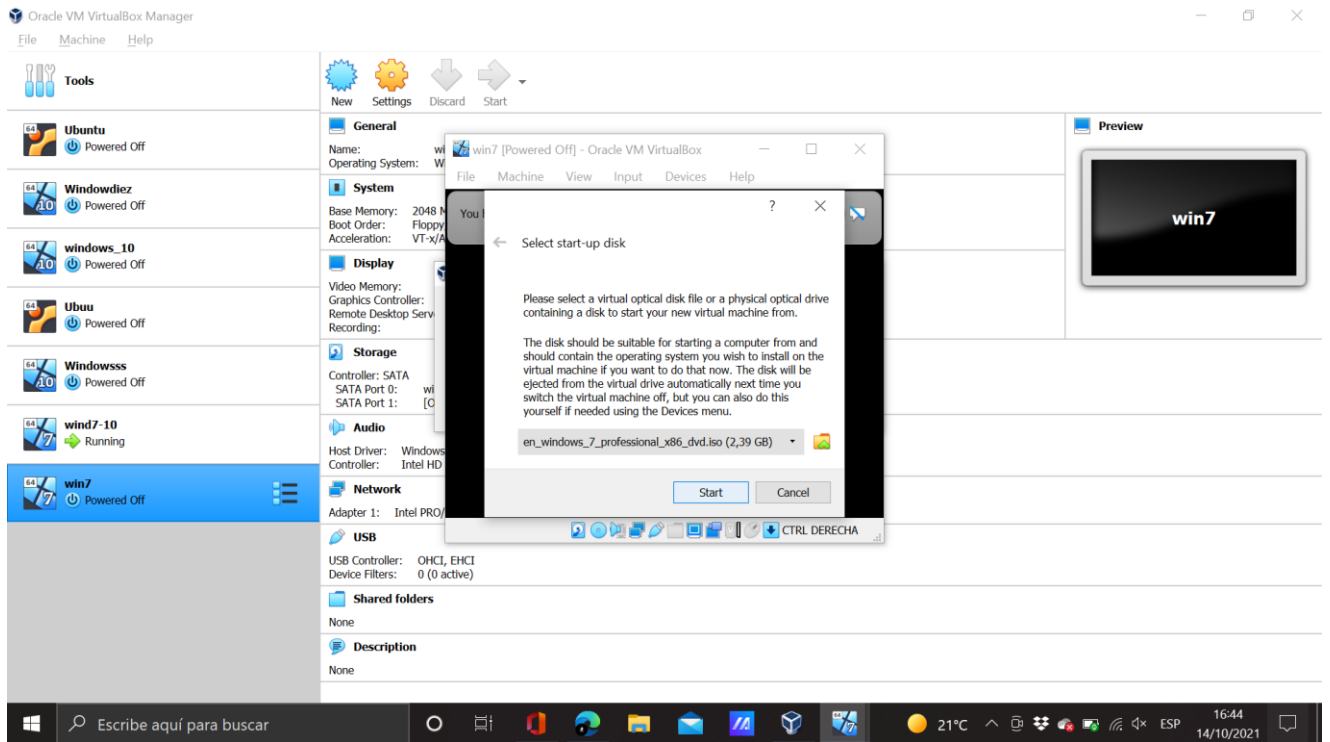 Oracle VM VirtualBox Manager
File Machine Help
Tools
Ubuntu
Powered Off
Windowdiez
Powered Off
windows_10
Powered Off
Ubuu
Powered Off
Windowsss
Powered Off
wind7-10
Running
win7
Powered Off
New Settings Discard Start
General
Name: wi
Operating System: W
System
Base Memory: 2048 M
Boot Order: Floppy
Acceleration: VT-x/A
Display
Video Memory:
Graphics Controller:
Remote Desktop Serv
Recording:
Storage
Controller: SATA
SATA Port 0: wi
SATA Port 1: [O
Audio
Host Driver: Windows
Controller: Intel HD
Network
Adapter 1: Intel PRO/
USB
USB Controller: OHCI, EHCI
Device Filters: 0 (0 active)
Shared folders
None
Description
None
Preview
win7
win7 [Powered Off] - Oracle VM VirtualBox
File Machine View Input Devices Help
You
?
Select start-up disk
Please select a virtual optical disk file or a physical optical drive
containing a disk to start your new virtual machine from.
The disk should be suitable for starting a computer from and
should contain the operating system you wish to install on the
virtual machine if you want to do that now. The disk will be
ejected from the virtual drive automatically next time you
switch the virtual machine off, but you can also do this
yourself if needed using the Devices menu.
en_windows_7_professional_x86_dvd.iso (2,39 GB)
Start Cancel
CTRL DERECHA
Escribe aquí para buscar
21°C
ESP
16:44
14/10/2021